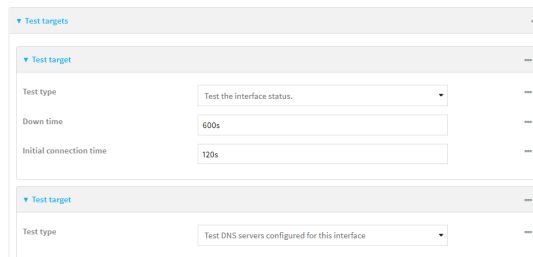 Test targets
Test target
Test type
Test the interface status.
Down time
600s
Initial connection time
120s
Test target
Test type
Test DNS servers configured for this interface